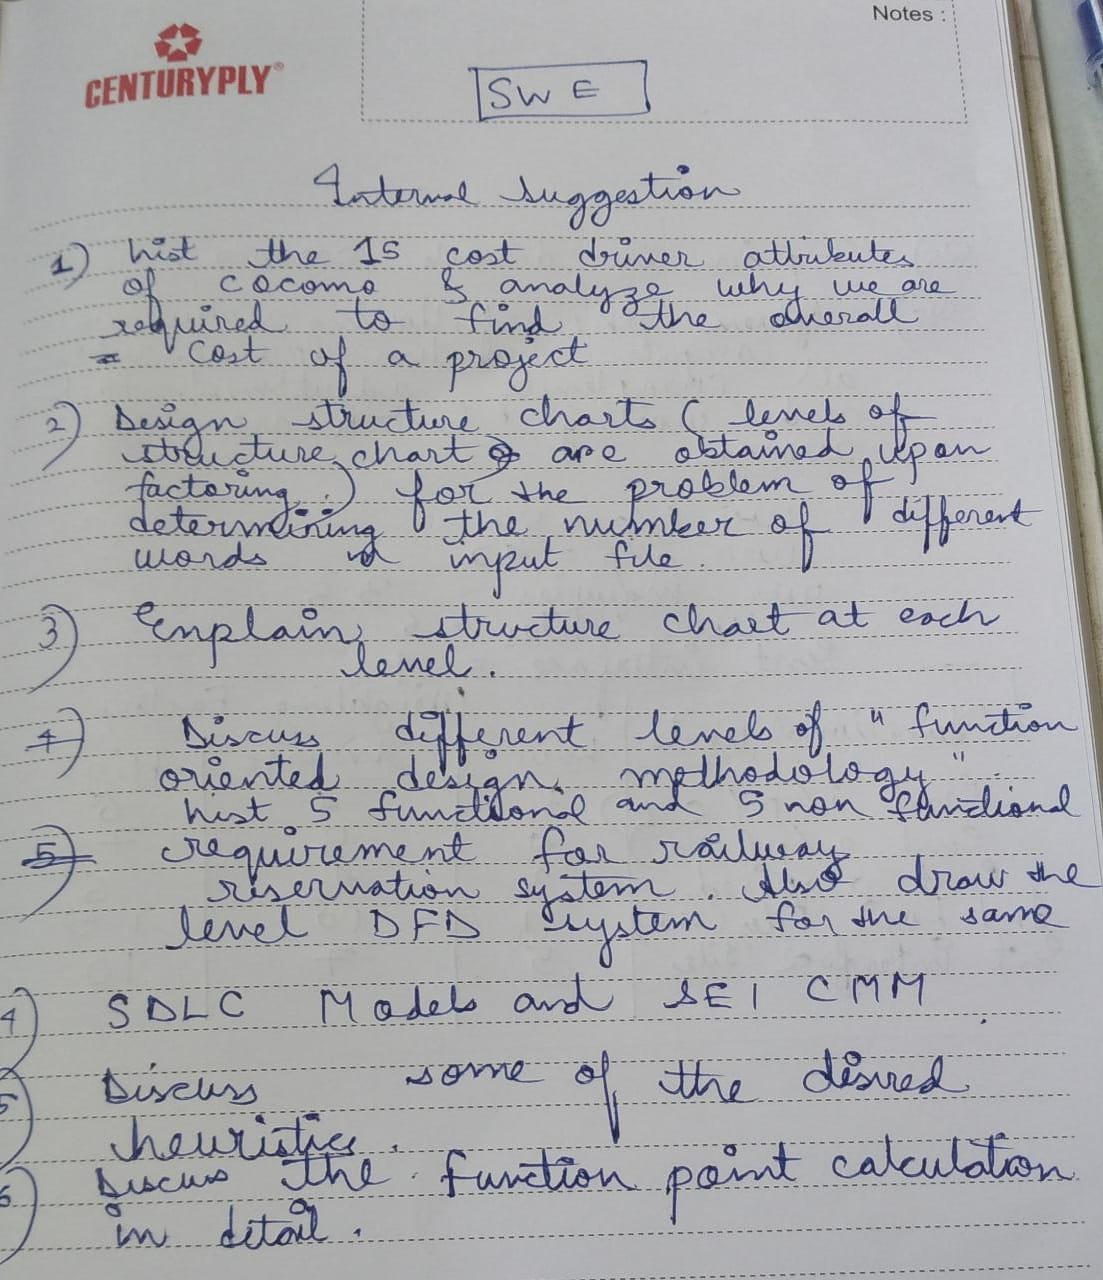 Notes :
CENTURYPLY®
SWE
Internal suggestion
1) List the 15 cost driver attributes
of cocomo & analyze why we are
required to find the overall
= cost of a project
2) Design structure charts ( levels of
structure chart are obtained upon
factoring.) for the problem of
determining the number of different
words in input file.
3) Explain structure chart at each
level.
4) Discuss different levels of "function
oriented design methodology".
List 5 functional and 5 non functional
5) requirement for railway
riservation system. Also draw the
level DFD system for the same
4) SDLC Models and SEI CMM
5) Discuss some of the disired
heuristics.
6) Discuss the function point calculation
in detail.